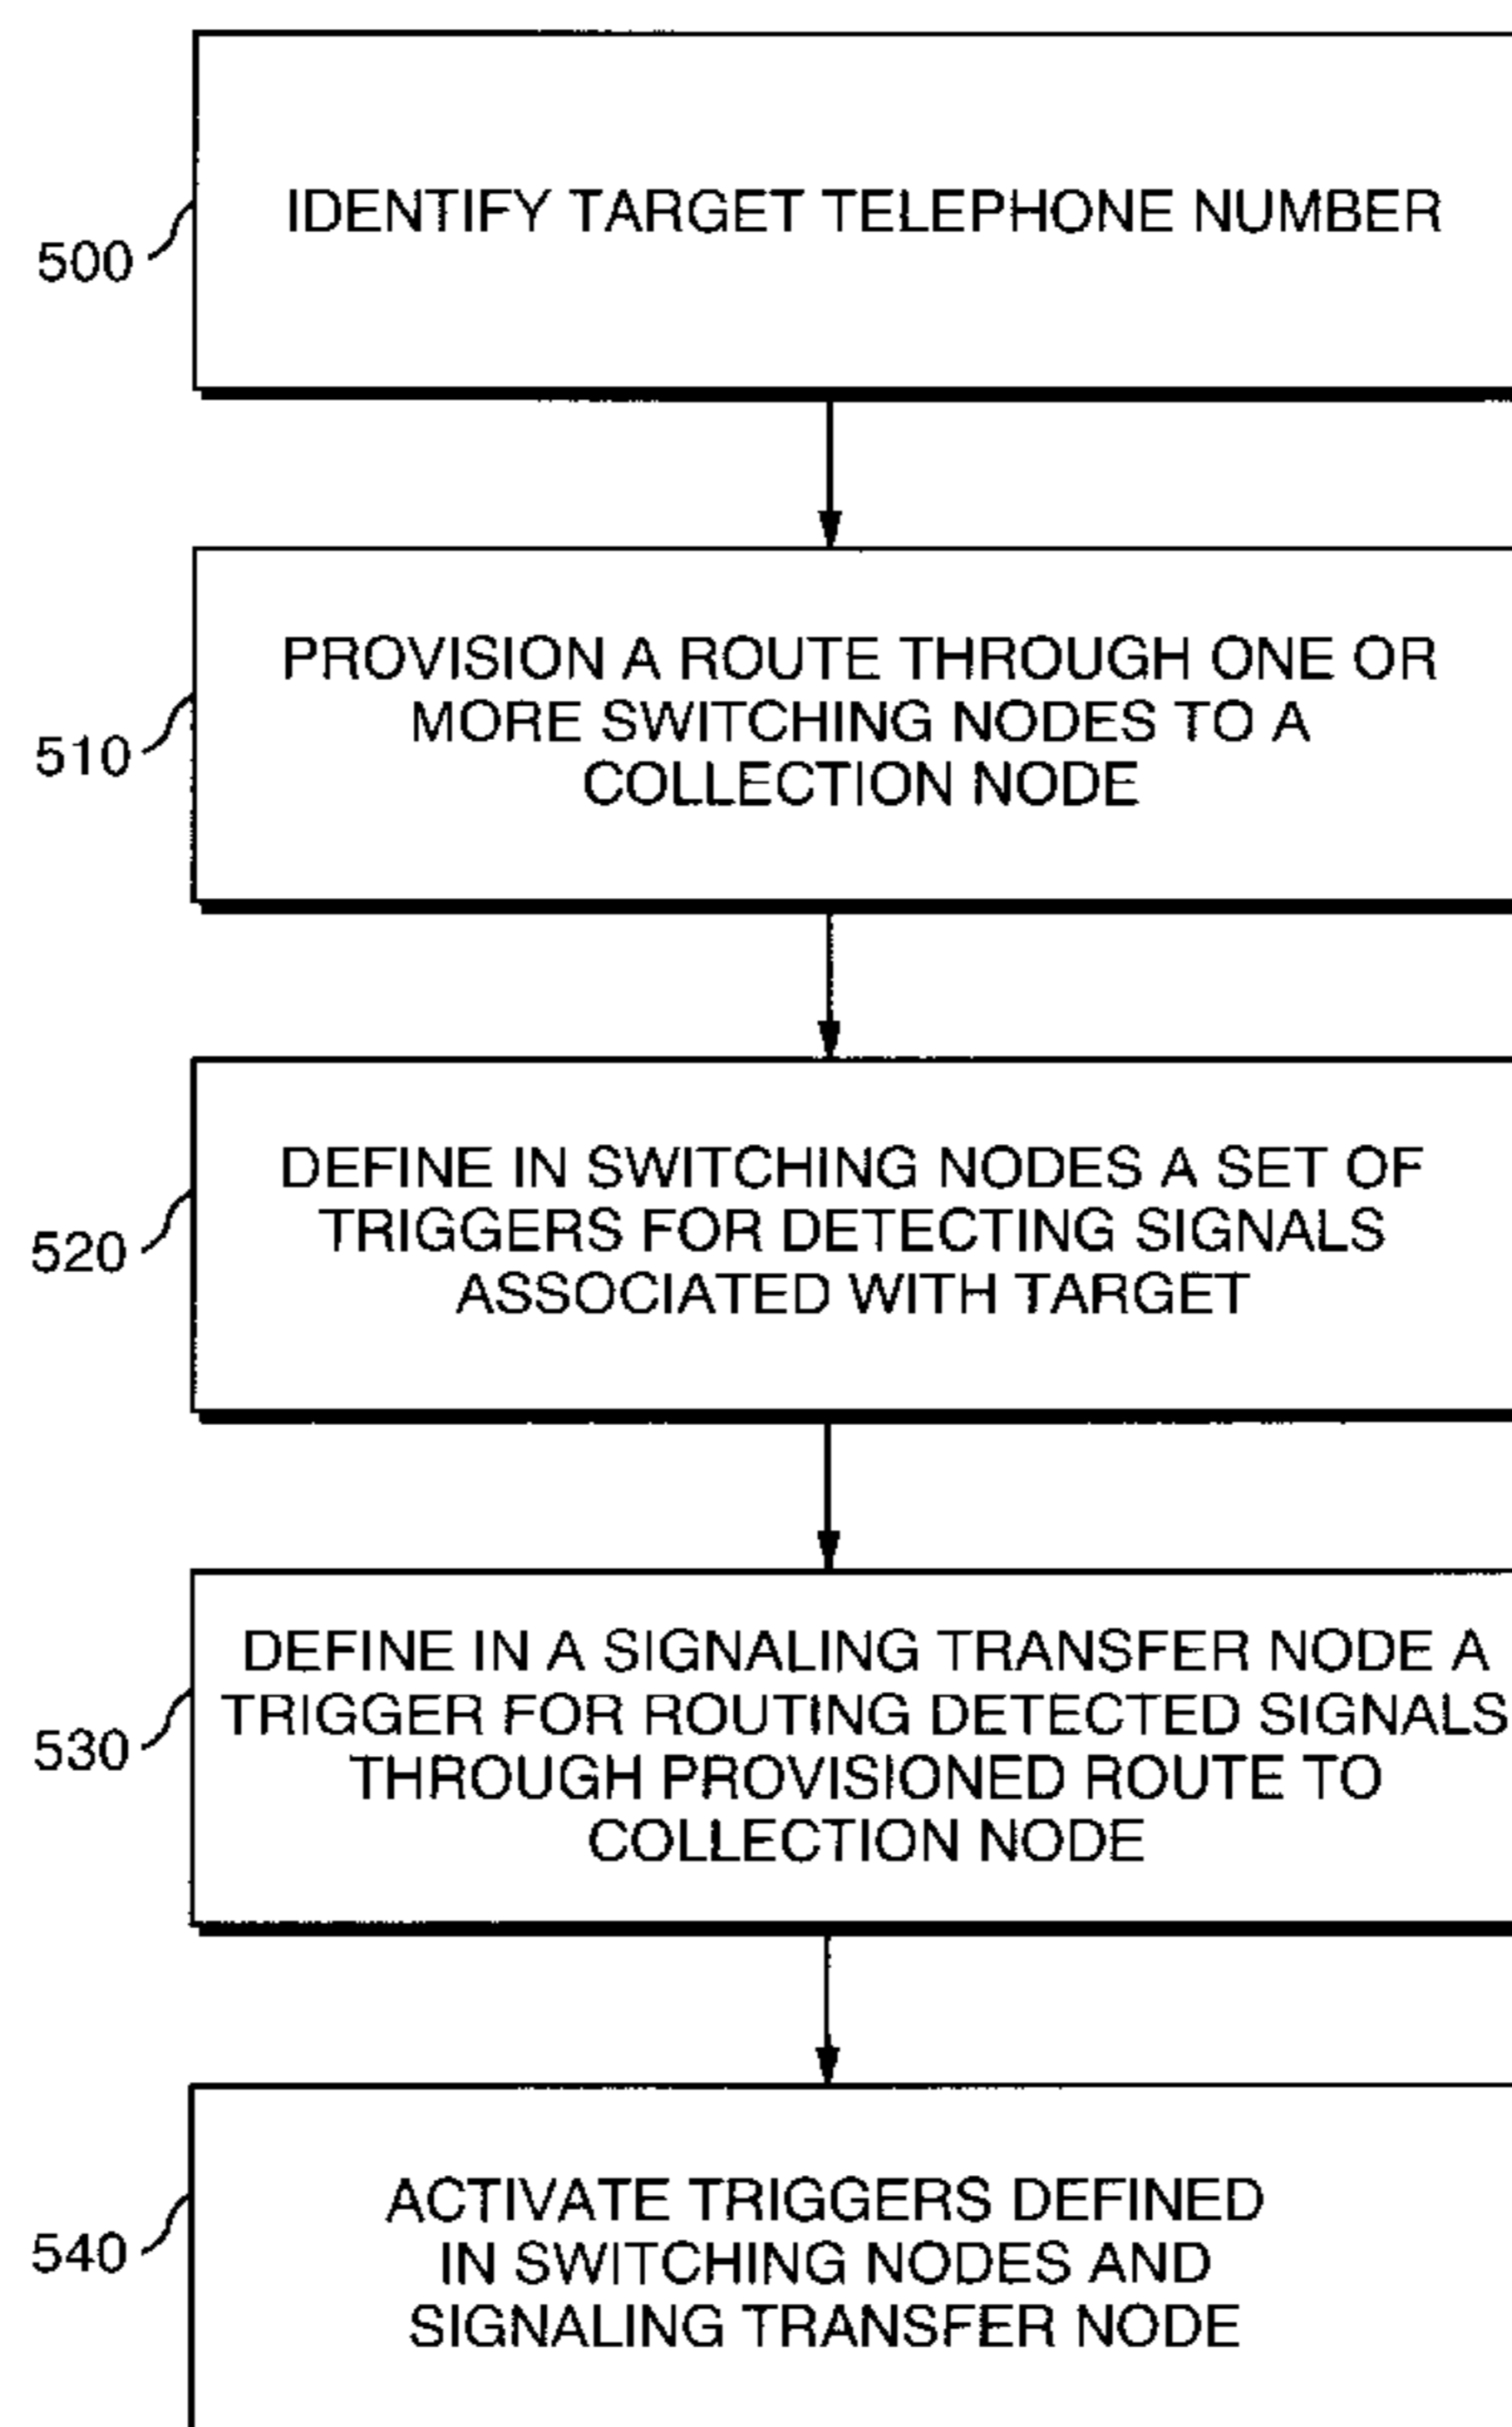 IDENTIFY TARGET TELEPHONE NUMBER
500
PROVISION A ROUTE THROUGH ONE OR
MORE SWITCHING NODES TO A
COLLECTION NODE
510
DEFINE IN SWITCHING NODES A SET OF
TRIGGERS FOR DETECTING SIGNALS
ASSOCIATED WITH TARGET
520
DEFINE IN A SIGNALING TRANSFER NODE A
TRIGGER FOR ROUTING DETECTED SIGNALS
THROUGH PROVISIONED ROUTE TO
COLLECTION NODE
530
ACTIVATE TRIGGERS DEFINED
IN SWITCHING NODES AND
SIGNALING TRANSFER NODE
540